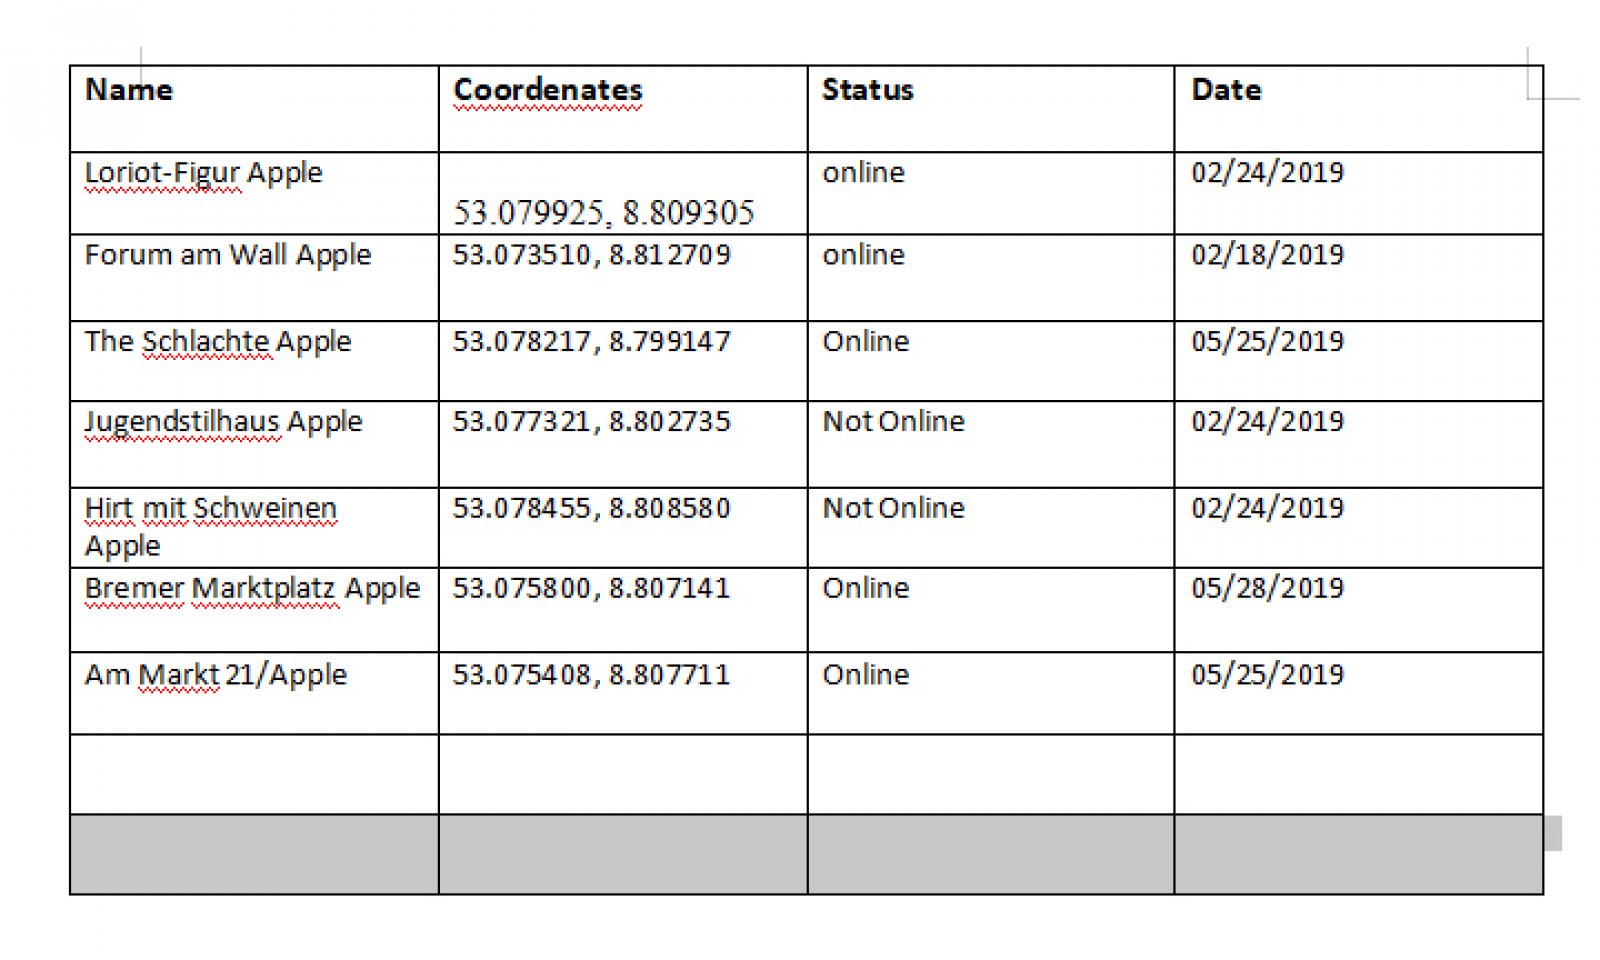 Name Coordenates Status Date
Loriot-Figur Apple 53.079925, 8.809305 online 02/24/2019
Forum am Wall Apple 53.073510, 8.812709 online 02/18/2019
The Schlachte Apple 53.078217, 8.799147 Online 05/25/2019
Jugendstilhaus Apple 53.077321, 8.802735 Not Online 02/24/2019
Hirt mit Schweinen 53.078455, 8.808580 Not Online 02/24/2019
Apple
Bremer Marktplatz Apple 53.075800, 8.807141 Online 05/28/2019
Am Markt 21/Apple 53.075408, 8.807711 Online 05/25/2019